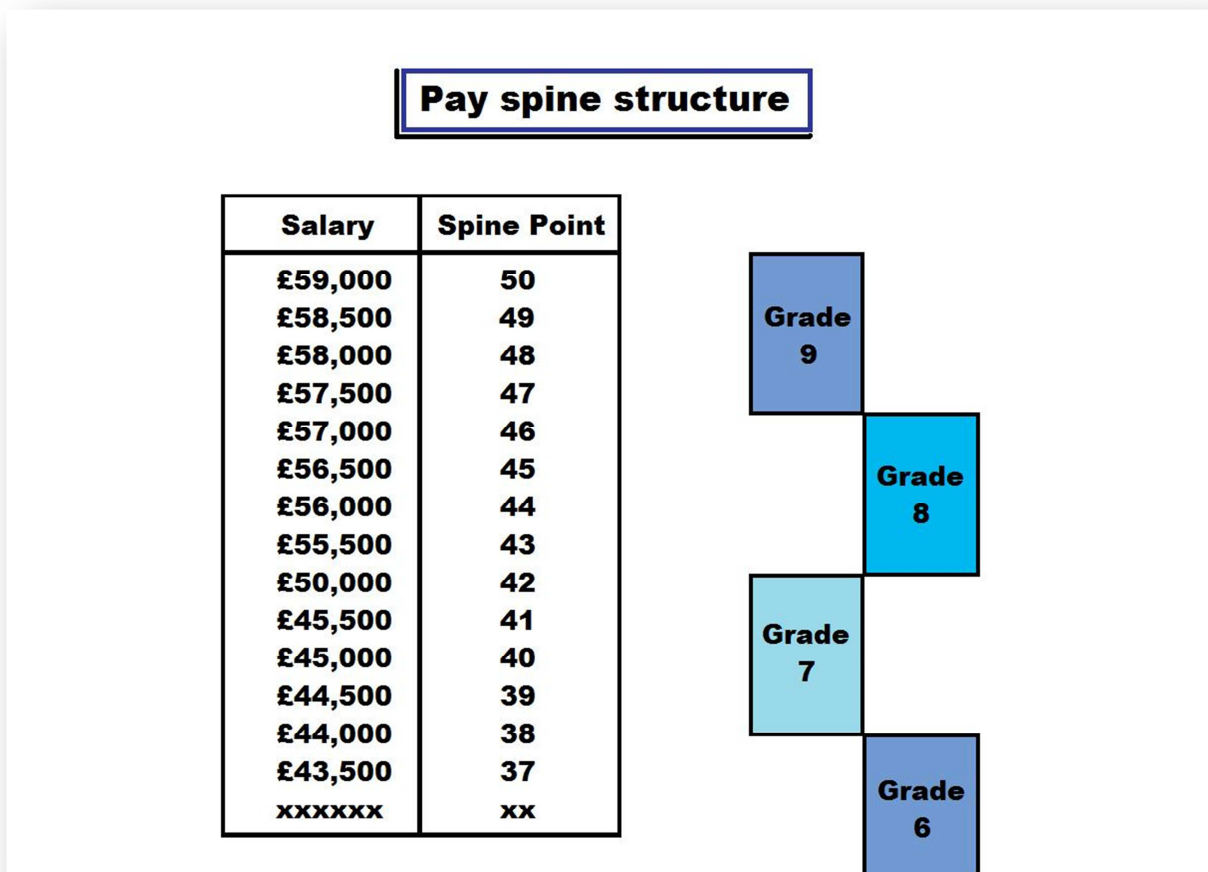 Pay spine structure
Salary Spine Point
£59,000 50
£58,500 49
£58,000 48
£57,500 47
£57,000 46
£56,500 45
£56,000 44
£55,500 43
£50,000 42
£45,500 41
£45,000 40
£44,500 39
£44,000 38
£43,500 37
xxxxxx xx
Grade
9
Grade
8
Grade
7
Grade
6